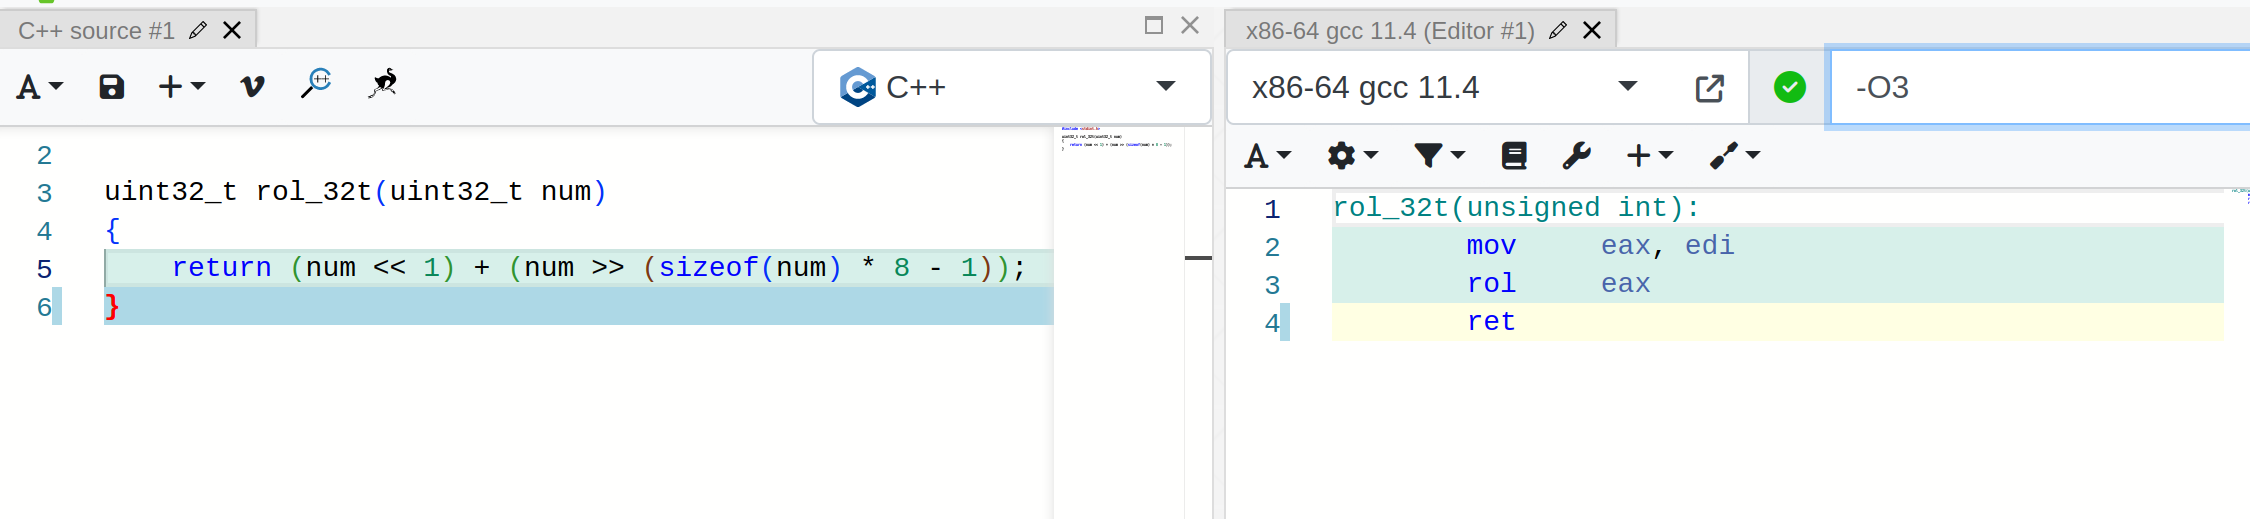 C++ source #1
x86-64 gcc 11.4 (Editor #1)
A
C++
x86-64 gcc 11.4
-O3
A
2
3 uint32_t rol_32t(uint32_t num)
4 {
5 return (num << 1) + (num >> (sizeof(num) * 8 - 1));
6 }
1 rol_32t(unsigned int):
2 mov eax, edi
3 rol eax
4 ret